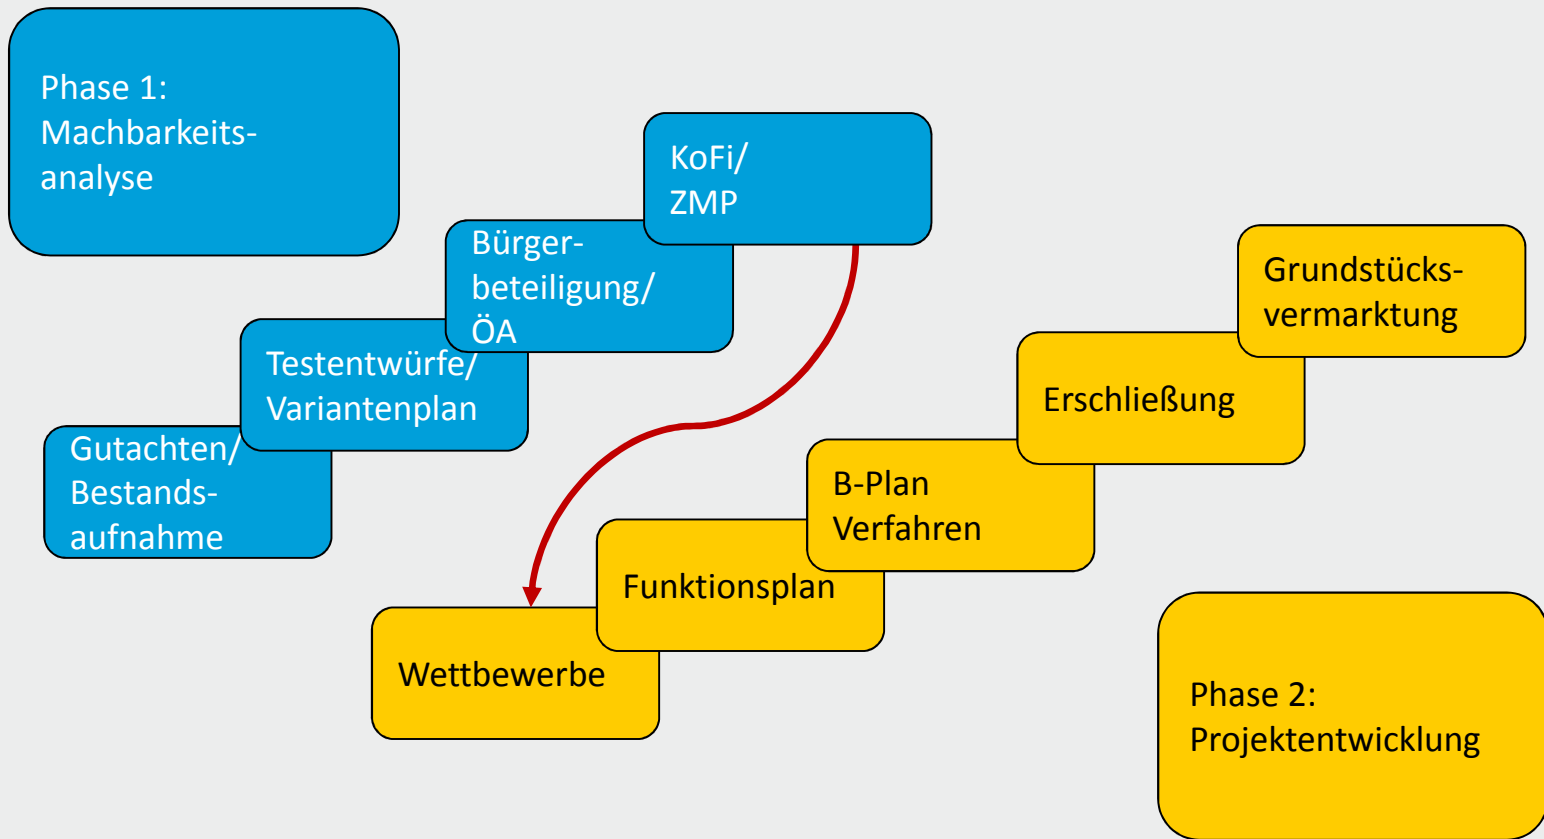 Phase 1:
Machbarkeits-
analyse
KoFi/
ZMP
Bürger-
beteiligung/
ÖA
Testentwürfe/
Variantenplan
Gutachten/
Bestands-
aufnahme
Grundstücks-
vermarktung
Erschließung
B-Plan
Verfahren
Funktionsplan
Wettbewerbe
Phase 2:
Projektentwicklung